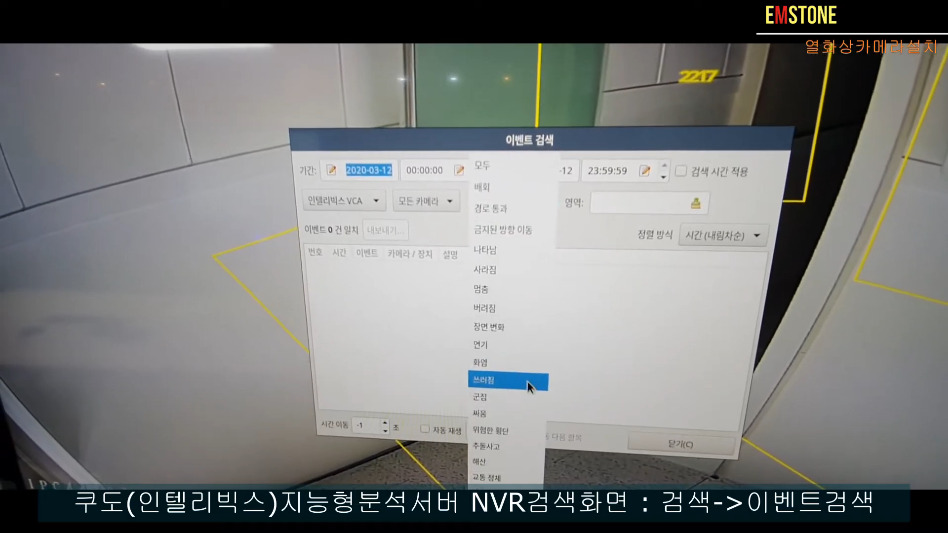 EMSTONE
열화상카메라설치
2217
이벤트 검색
기간: 2020-03-12 00:00:00 -12 23:59:59 검색 시간 적용
인텔리빅스 VCA 모든 카메라 영역:
이벤트 0 건 일치 내보내기... 정렬 방식 시간 (내림차순)
번호 시간 이벤트 카메라 / 장치 설명
모두
배회
경로 통과
금지된 방향 이동
나타남
사라짐
멈춤
버려짐
장면 변화
연기
화염
쓰러짐
군집
싸움
위험한 횡단
추돌사고
해산
교통 정체
시간 이동 -1 초 자동 재생 다음 항목 닫기(C)
쿠도(인텔리빅스)지능형분석서버 NVR검색화면 : 검색->이벤트검색